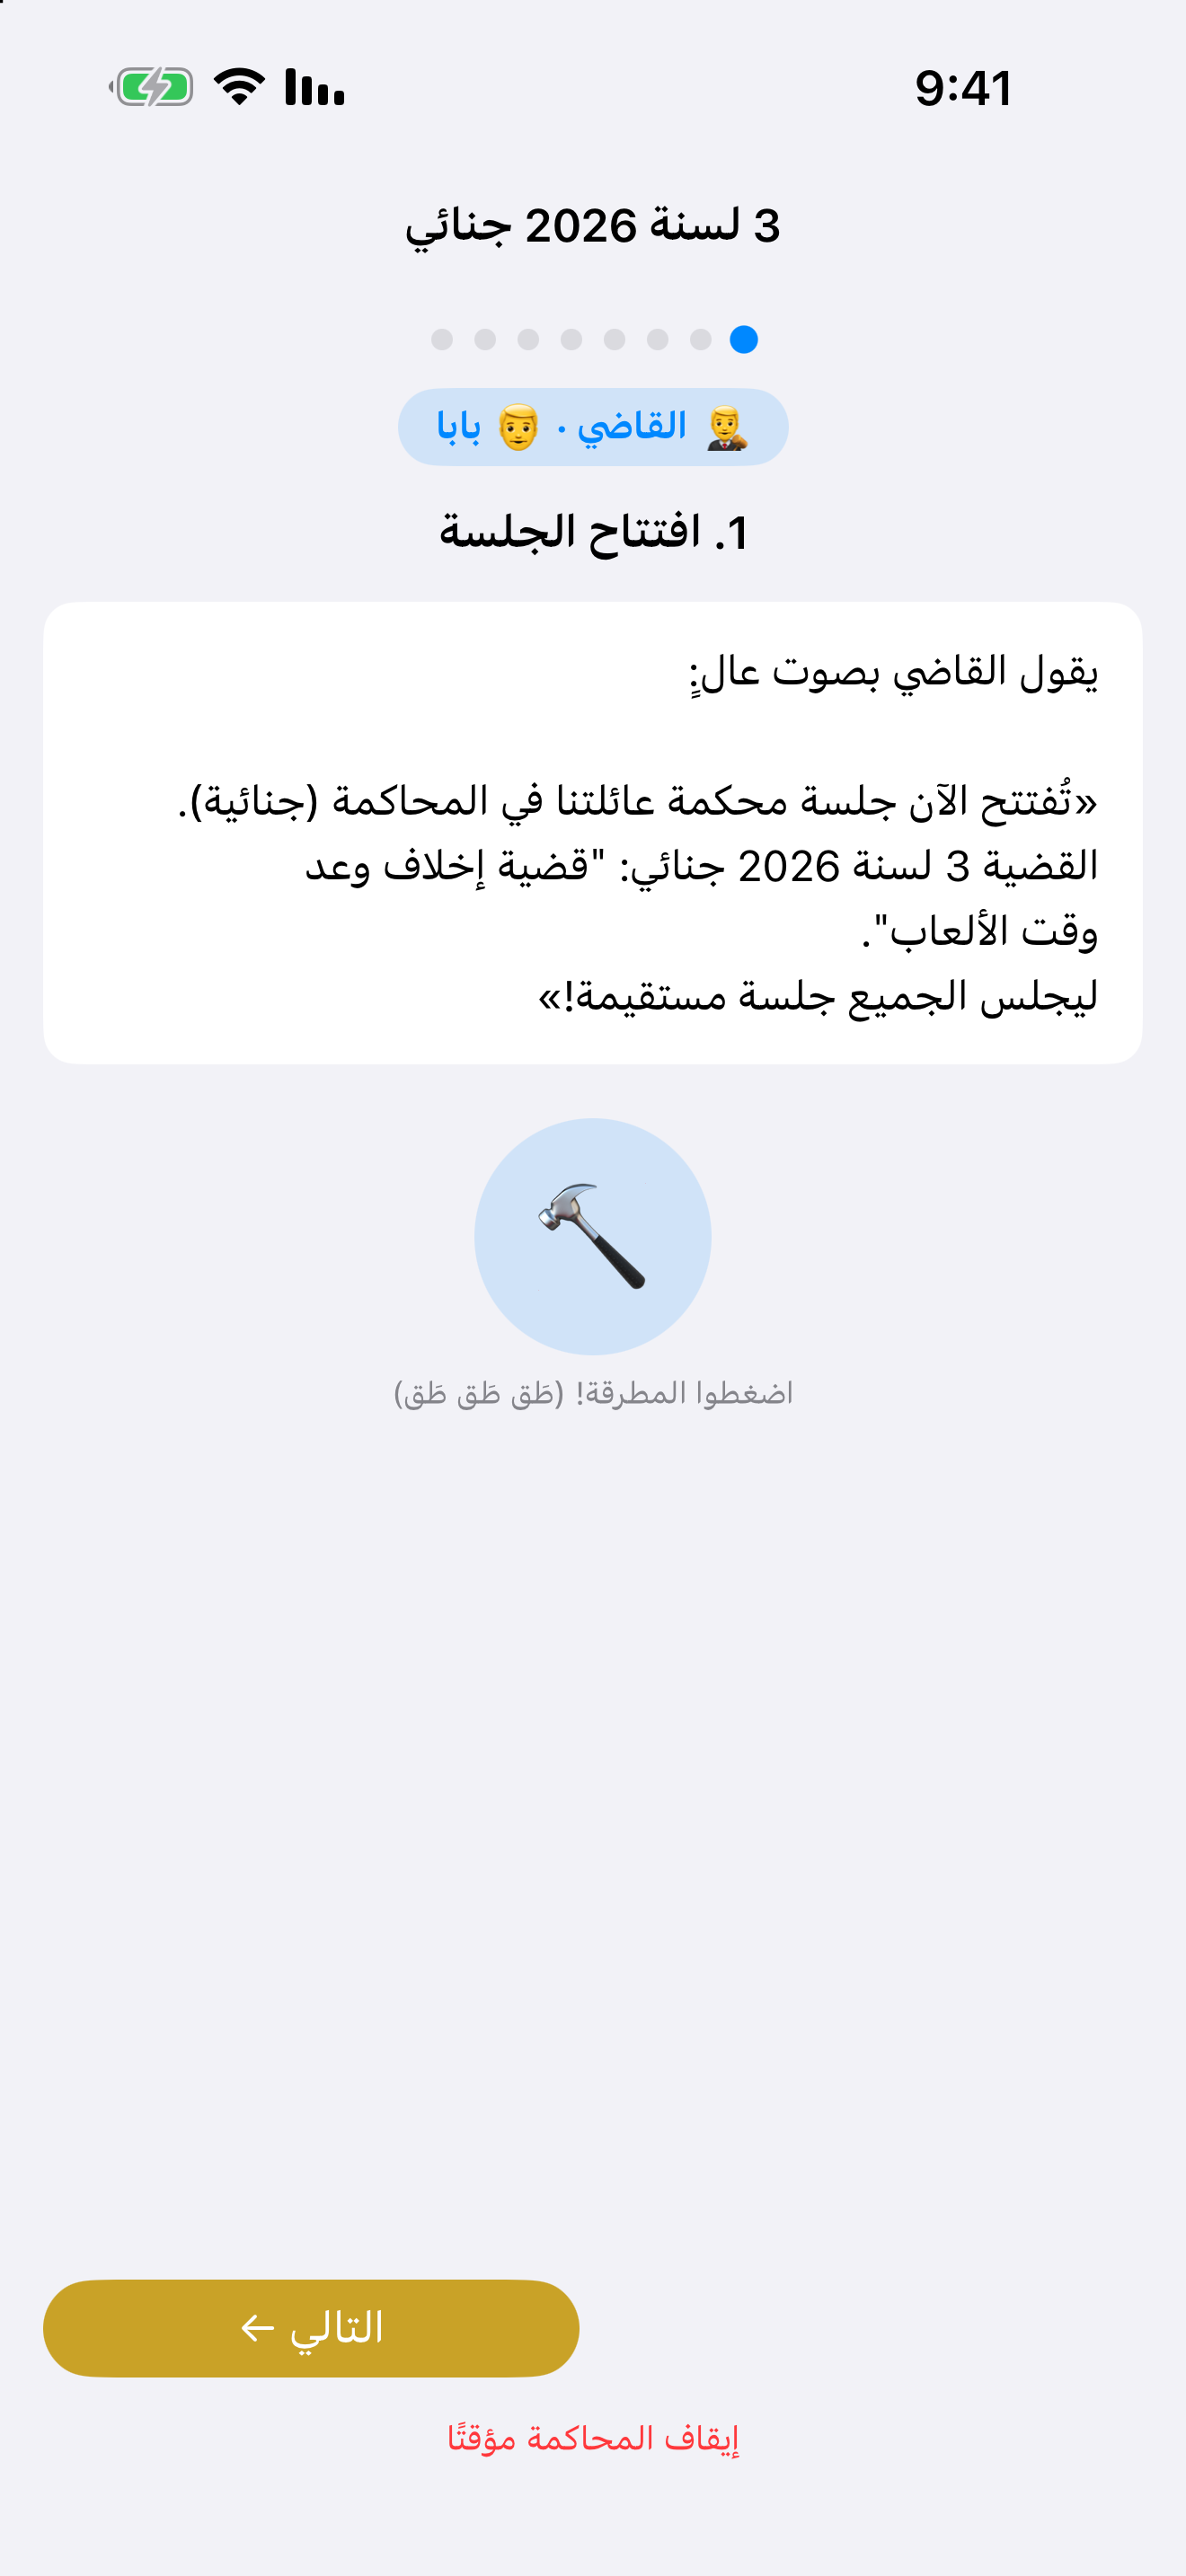 9:41
3 لسنة 2026 جنائي
القاضي · بابا
1. افتتاح الجلسة
يقول القاضي بصوت عالٍ:
«تُفتتح الآن جلسة محكمة عائلتنا في المحاكمة (جنائية).
القضية 3 لسنة 2026 جنائي: "قضية إخلاف وعد
وقت الألعاب".
ليجلس الجميع جلسة مستقيمة!»
اضغطوا المطرقة! (طَق طَق طَق)
التالي ←
إيقاف المحاكمة مؤقتًا